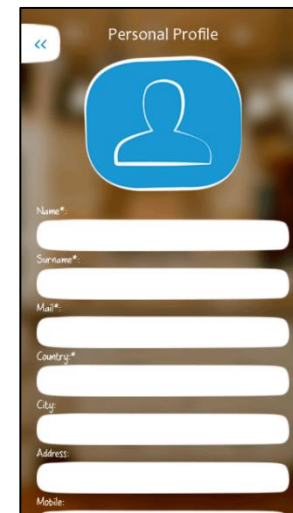 «
Personal Profile
Name*:
Surname*:
Mail*:
Country:*
City:
Address:
Mobile: